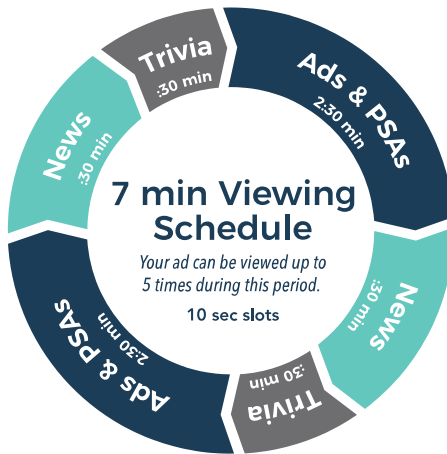 Trivia
:30 min
Ads & PSAs
2:30 min
News
:30 min
Trivia
:30 min
Ads & PSAs
2:30 min
News
:30 min
7 min Viewing
Schedule
Your ad can be viewed up to
5 times during this period.
10 sec slots